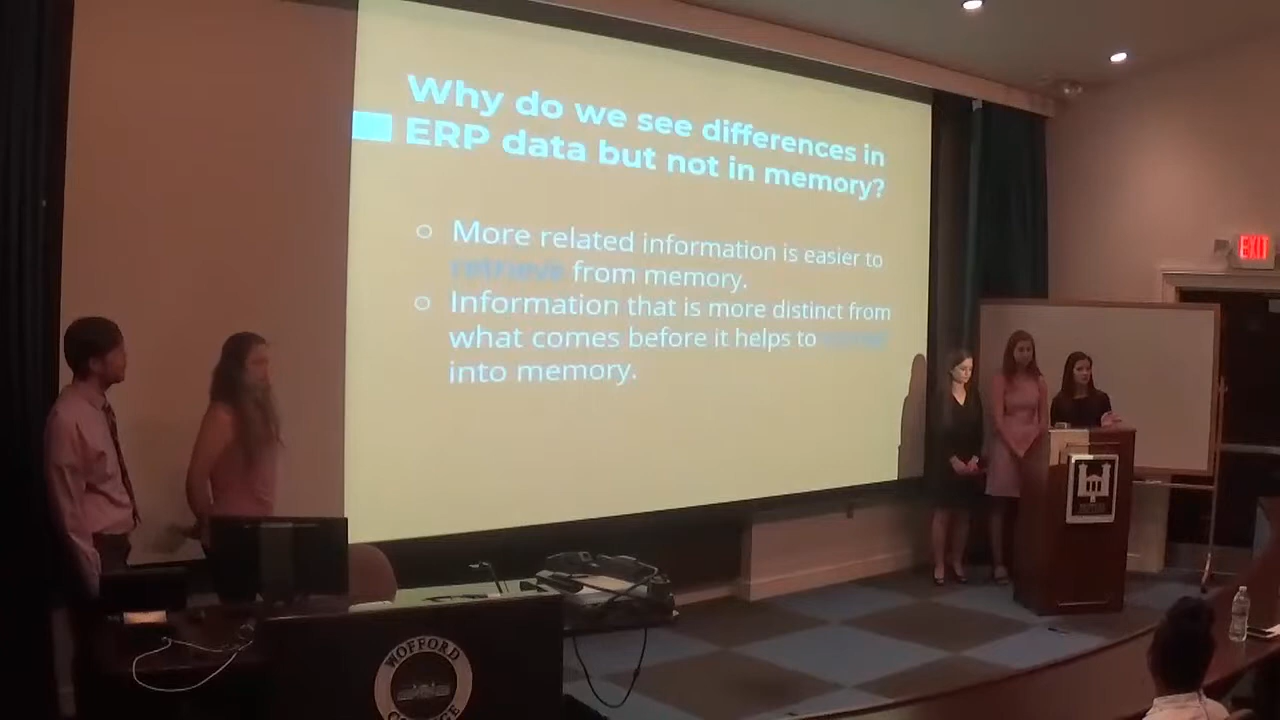 Why do we see differences in
ERP data but not in memory?
More related information is easier to
retrieve from memory.
Information that is more distinct from
what comes before it helps to
into memory.
EXIT
WOFFORD